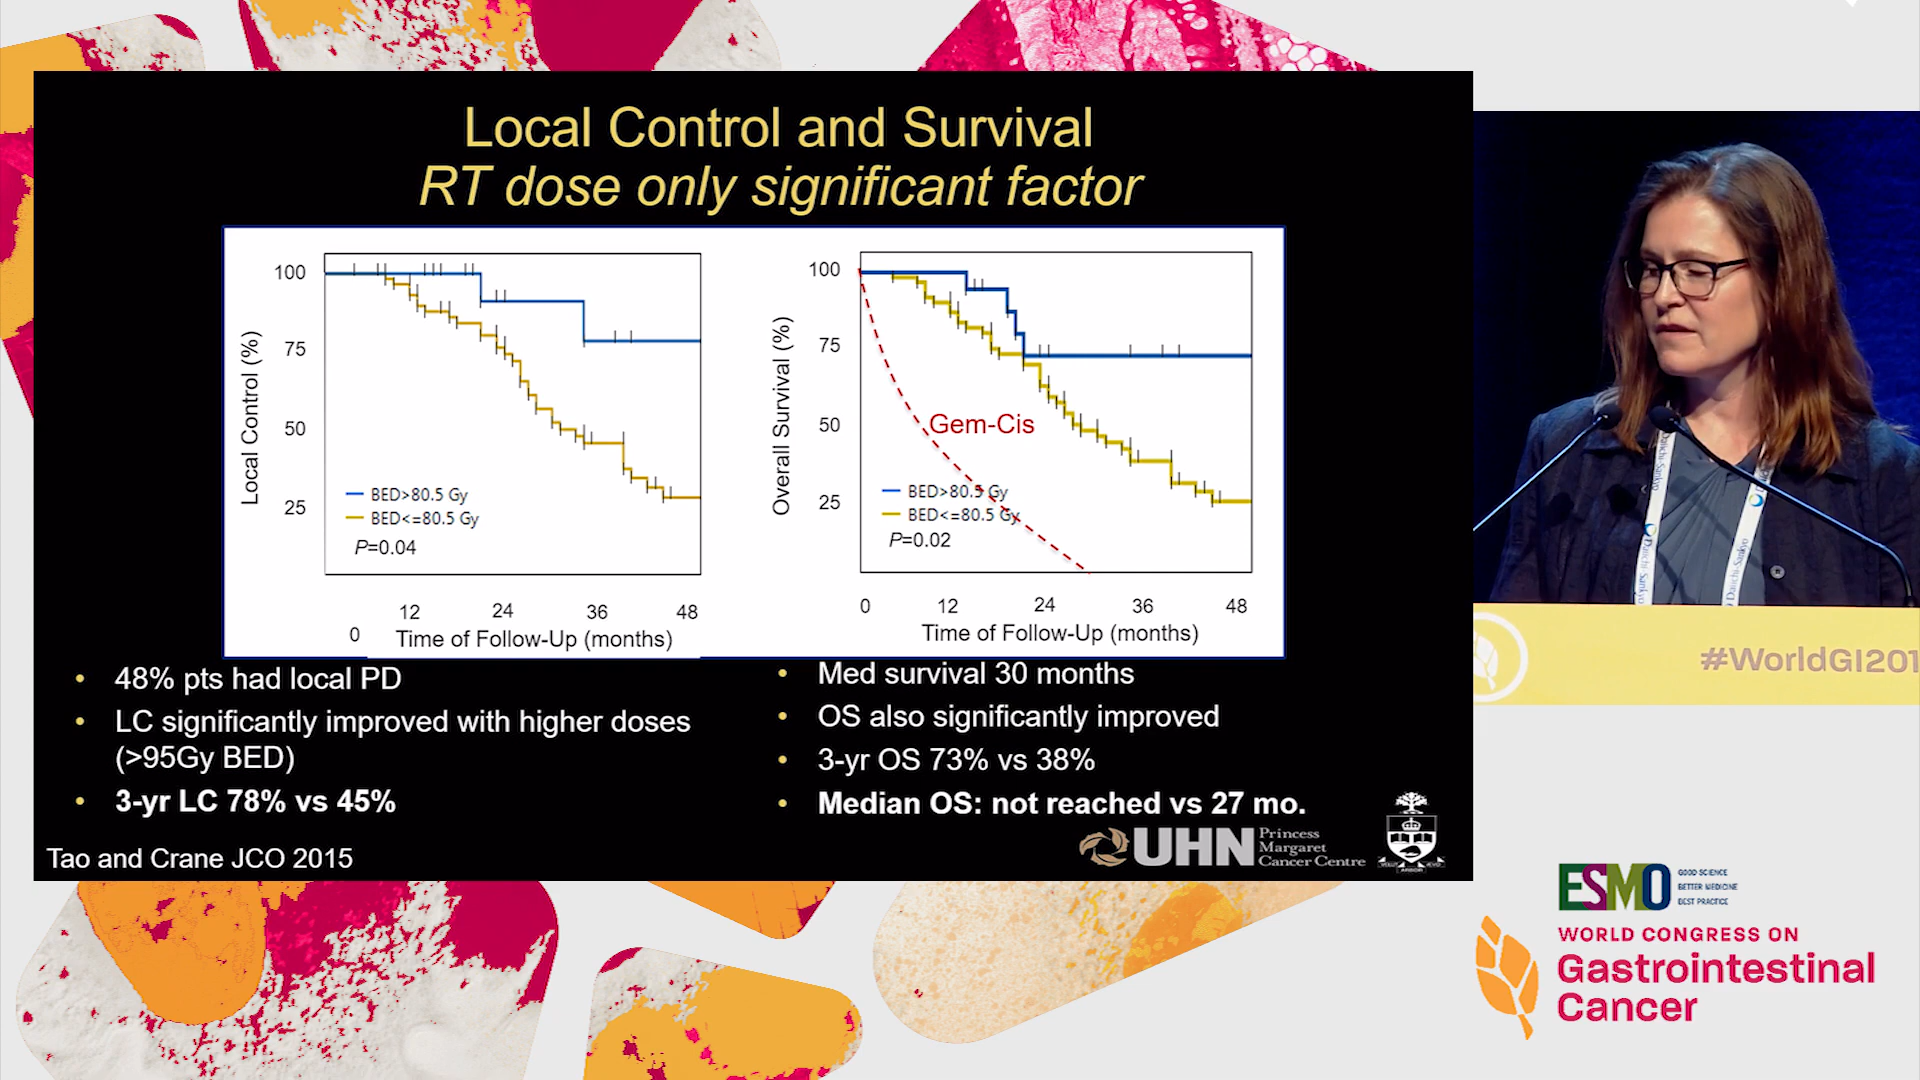 Local Control and Survival
RT dose only significant factor
100
75
50
25
Local Control (%)
BED>80.5 Gy
BED<=80.5 Gy
P=0.04
0
12
24
36
48
Time of Follow-Up (months)
100
75
50
25
Overall Survival (%)
Gem-Cis
BED>80.5 Gy
BED<=80.5 Gy
P=0.02
0
12
24
36
48
Time of Follow-Up (months)
• 48% pts had local PD
• LC significantly improved with higher doses
(>95Gy BED)
• 3-yr LC 78% vs 45%
• Med survival 30 months
• OS also significantly improved
• 3-yr OS 73% vs 38%
• Median OS: not reached vs 27 mo.
Tao and Crane JCO 2015
UHN
Princess
Margaret
Cancer Centre
Daiichi-Sankyo
Daiichi-Sankyo
Daiichi-Sankyo
#WorldGI201
ESMO
GOOD SCIENCE
BETTER MEDICINE
BEST PRACTICE
WORLD CONGRESS ON
Gastrointestinal
Cancer